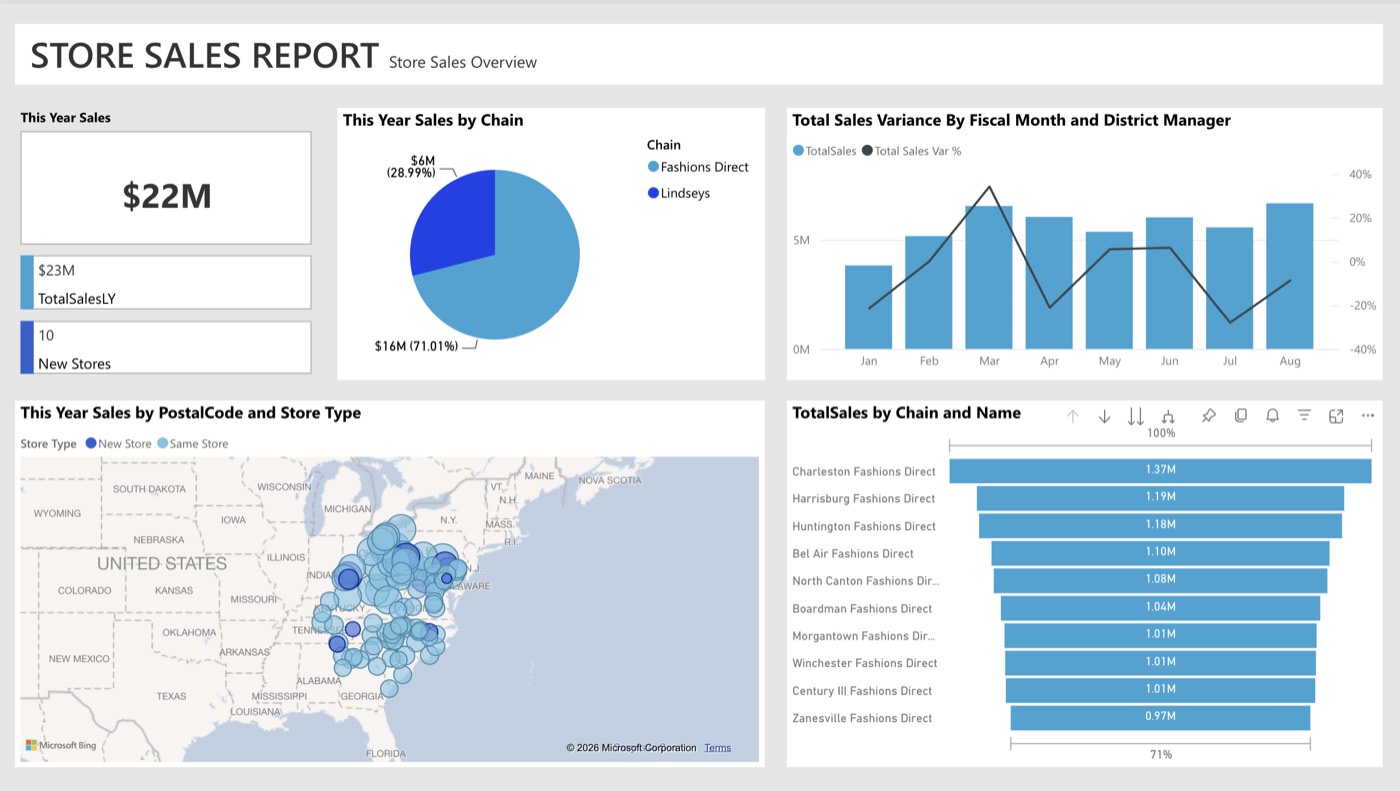 STORE SALES REPORT Store Sales Overview
This Year Sales
$22M
$23M
TotalSalesLY
10
New Stores
This Year Sales by Chain
Chain
Fashions Direct
Lindseys
$6M
(28.99%)
$16M (71.01%)
Total Sales Variance By Fiscal Month and District Manager
TotalSales Total Sales Var %
40%
20%
5M
0%
-20%
0M
-40%
Jan Feb Mar Apr May Jun Jul Aug
This Year Sales by PostalCode and Store Type
Store Type New Store Same Store
MAINE
NOVA SCOTIA
SOUTH DAKOTA
WISCONSIN
VT.
N.H.
MICHIGAN
WYOMING
IOWA
N.Y.
MASS.
R.I.
NEBRASKA
ILLINOIS
UNITED STATES
N.J.
COLORADO
KANSAS
MISSOURI
OKLAHOMA
ARKANSAS
NEW MEXICO
ALABAMA
TEXAS
MISSISSIPPI
GEORGIA
LOUISIANA
FLORIDA
Microsoft Bing
© 2026 Microsoft Corporation Terms
TotalSales by Chain and Name
100%
Charleston Fashions Direct 1.37M
Harrisburg Fashions Direct 1.19M
Huntington Fashions Direct 1.18M
Bel Air Fashions Direct 1.10M
North Canton Fashions Dir... 1.08M
Boardman Fashions Direct 1.04M
Morgantown Fashions Dir... 1.01M
Winchester Fashions Direct 1.01M
Century III Fashions Direct 1.01M
Zanesville Fashions Direct 0.97M
71%